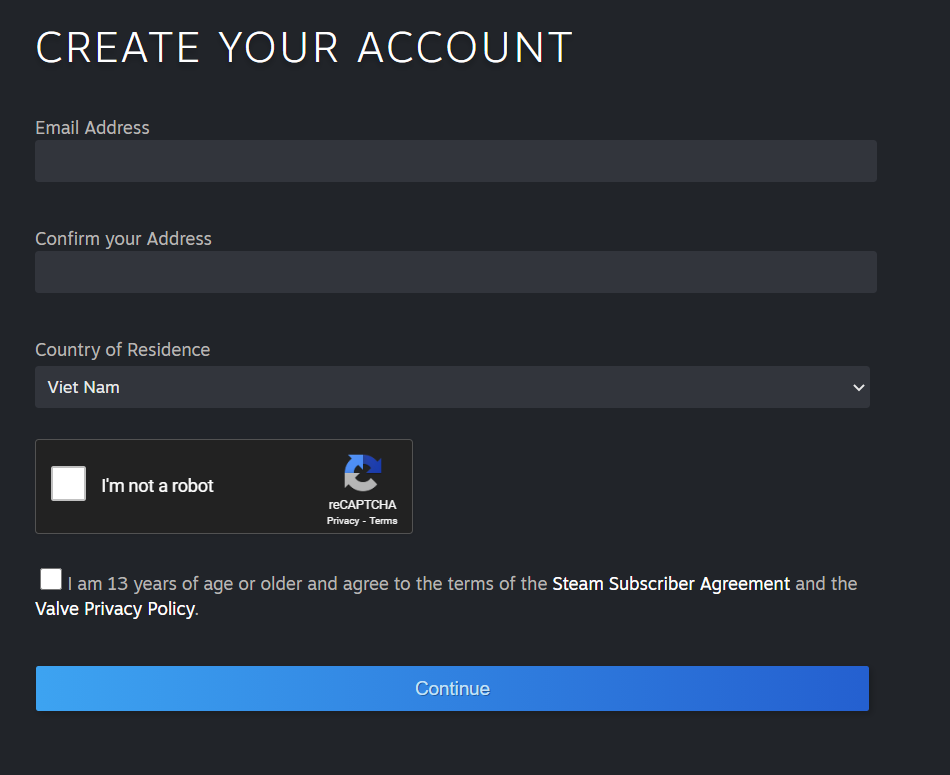 CREATE YOUR ACCOUNT
Email Address
Confirm your Address
Country of Residence
Viet Nam
I'm not a robot
reCAPTCHA
Privacy - Terms
I am 13 years of age or older and agree to the terms of the Steam Subscriber Agreement and the
Valve Privacy Policy.
Continue